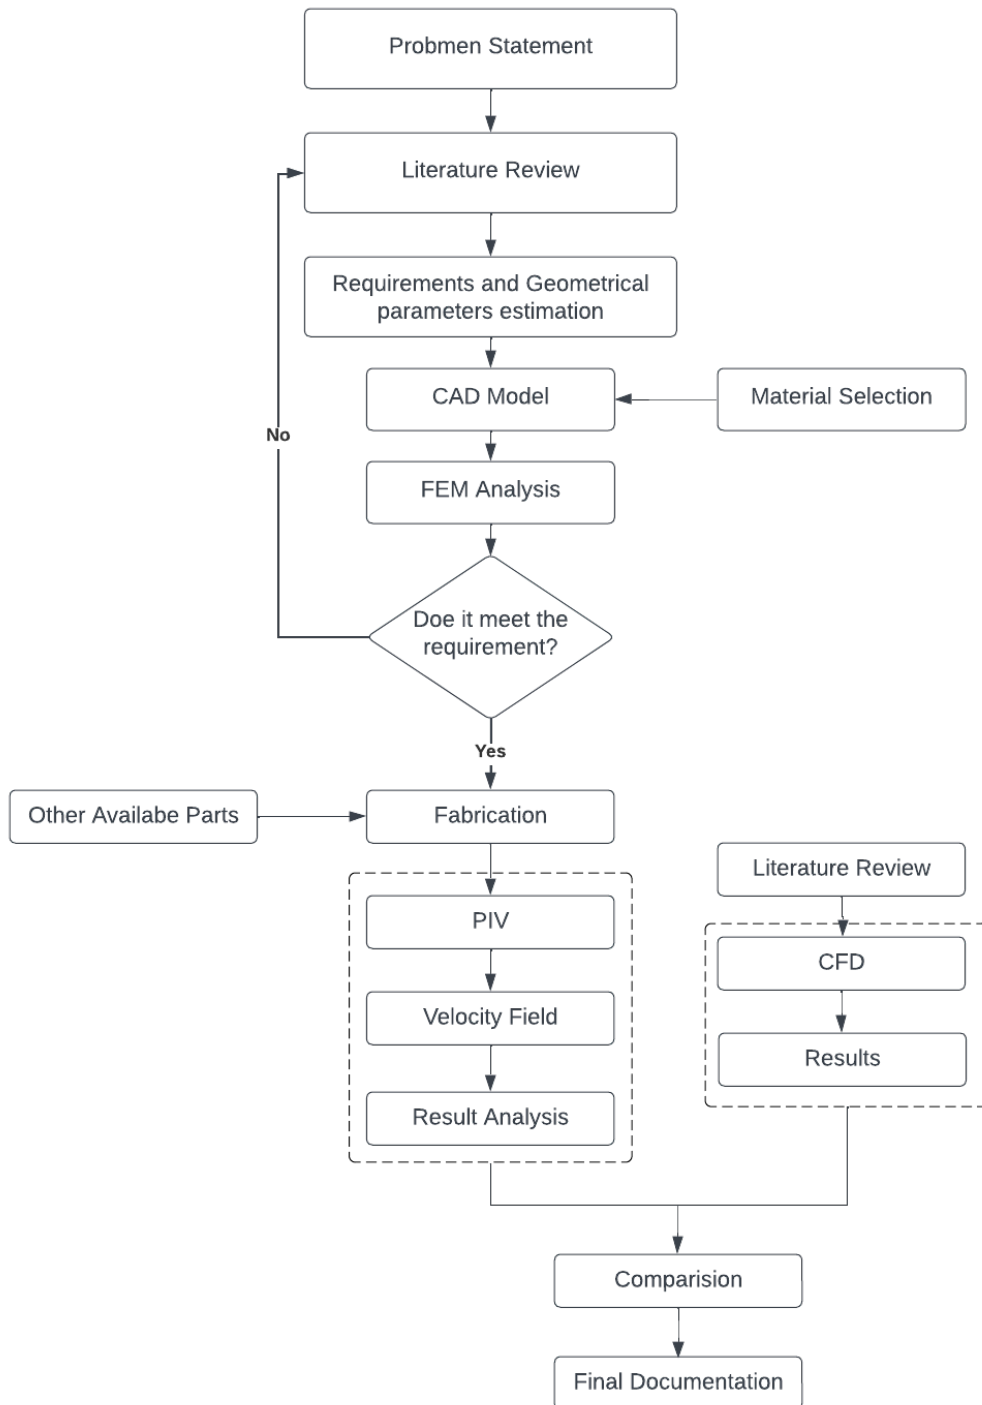 Probmen Statement
Literature Review
Requirements and Geometrical
parameters estimation
CAD Model
Material Selection
No
FEM Analysis
Doe it meet the
requirement?
Yes
Other Availabe Parts
Fabrication
Literature Review
PIV
CFD
Velocity Field
Results
Result Analysis
Comparision
Final Documentation